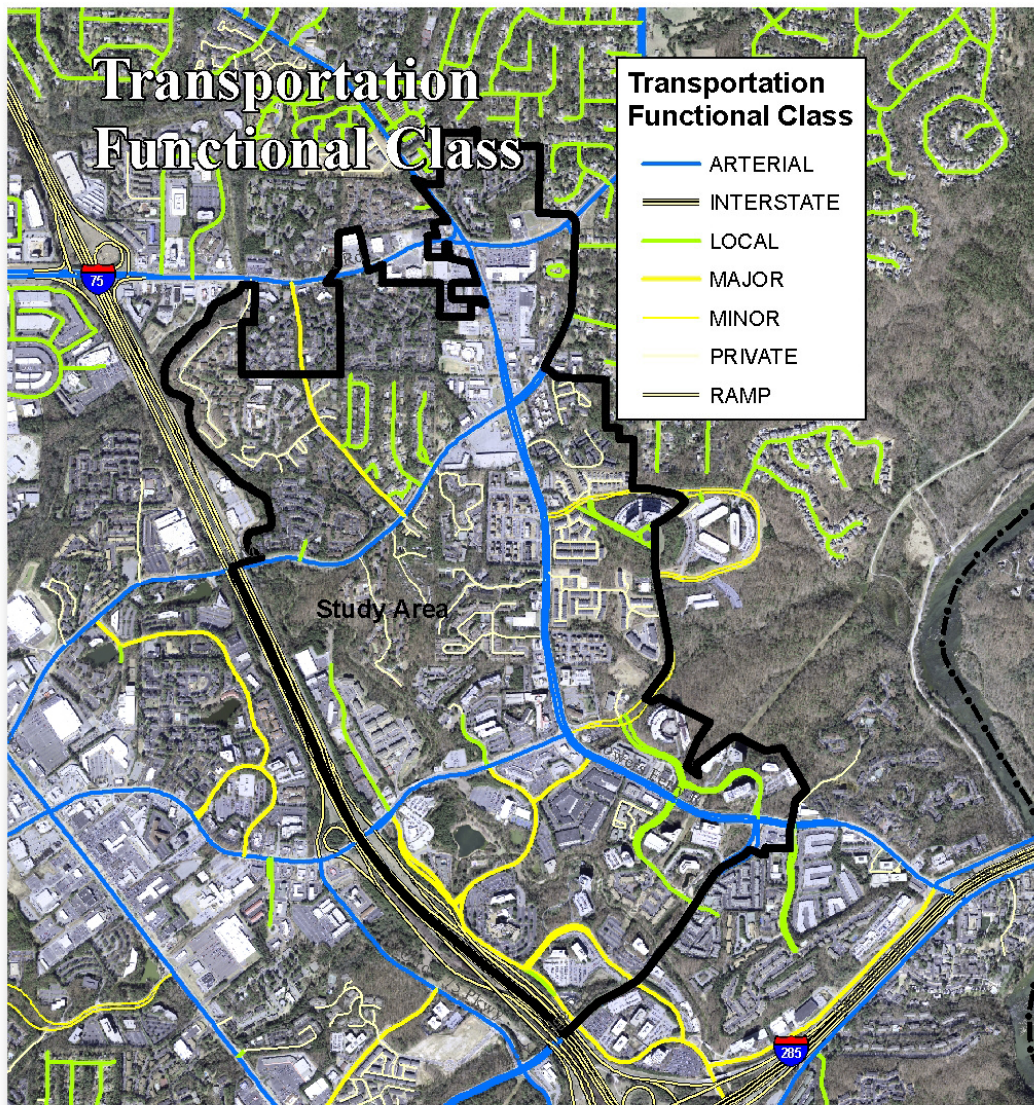 Transportation
Functional Class
Transportation
Functional Class
ARTERIAL
INTERSTATE
LOCAL
MAJOR
MINOR
PRIVATE
RAMP
75
Study Area
285